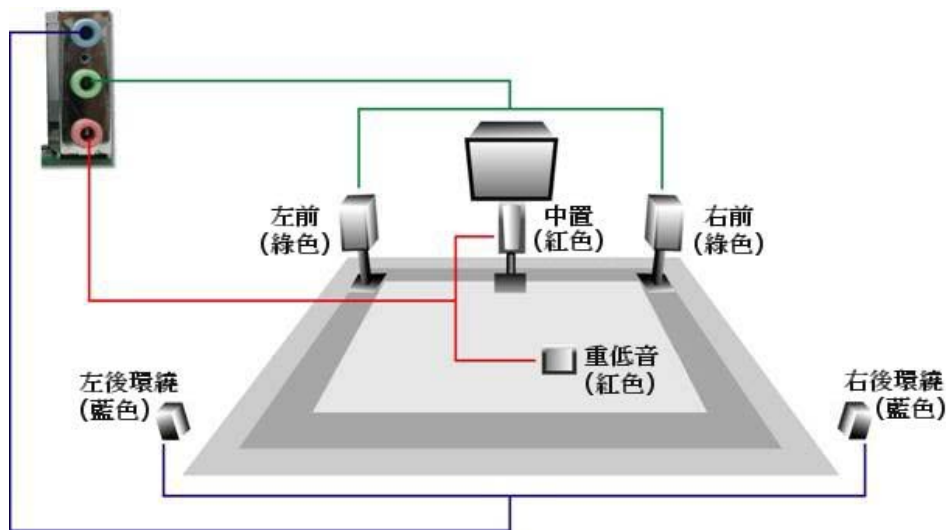 左前
(綠色)
中置
(紅色)
右前
(綠色)
重低音
(紅色)
左後環繞
(藍色)
右後環繞
(藍色)